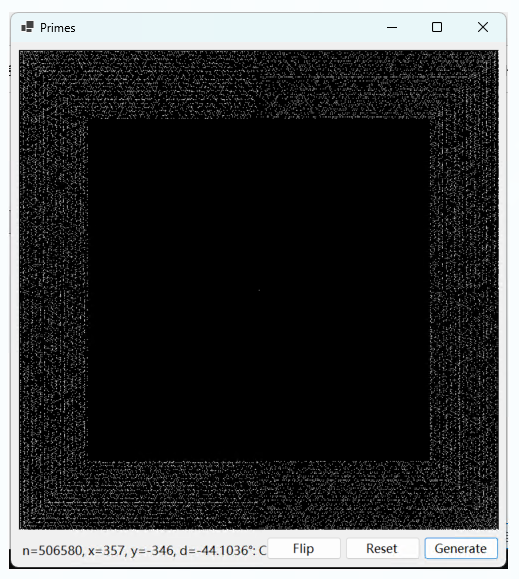 Primes
n=506580, x=357, y=-346, d=-44.1036°: C
Flip
Reset
Generate